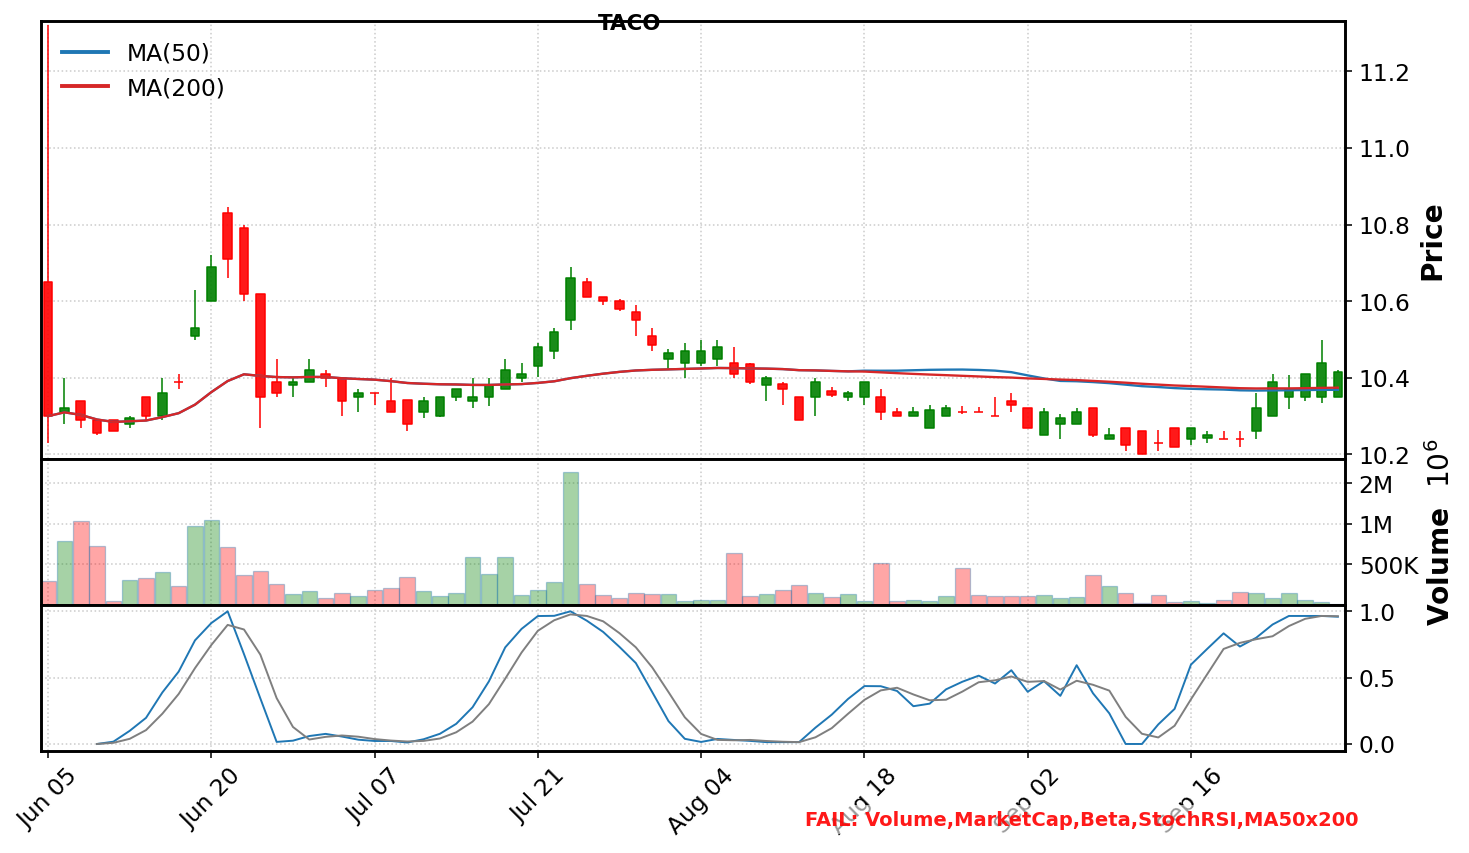 TACO
MA(50)
MA(200)
11.2
11.0
10.8
10.6
10.4
10.2
Price
2M
1M
500K
Volume 10^6
1.0
0.5
0.0
Jun 05
Jun 20
Jul 07
Jul 21
Aug 04
Aug 18
Sep 02
Sep 16
FAIL: Volume,MarketCap,Beta,StochRSI,MA50x200